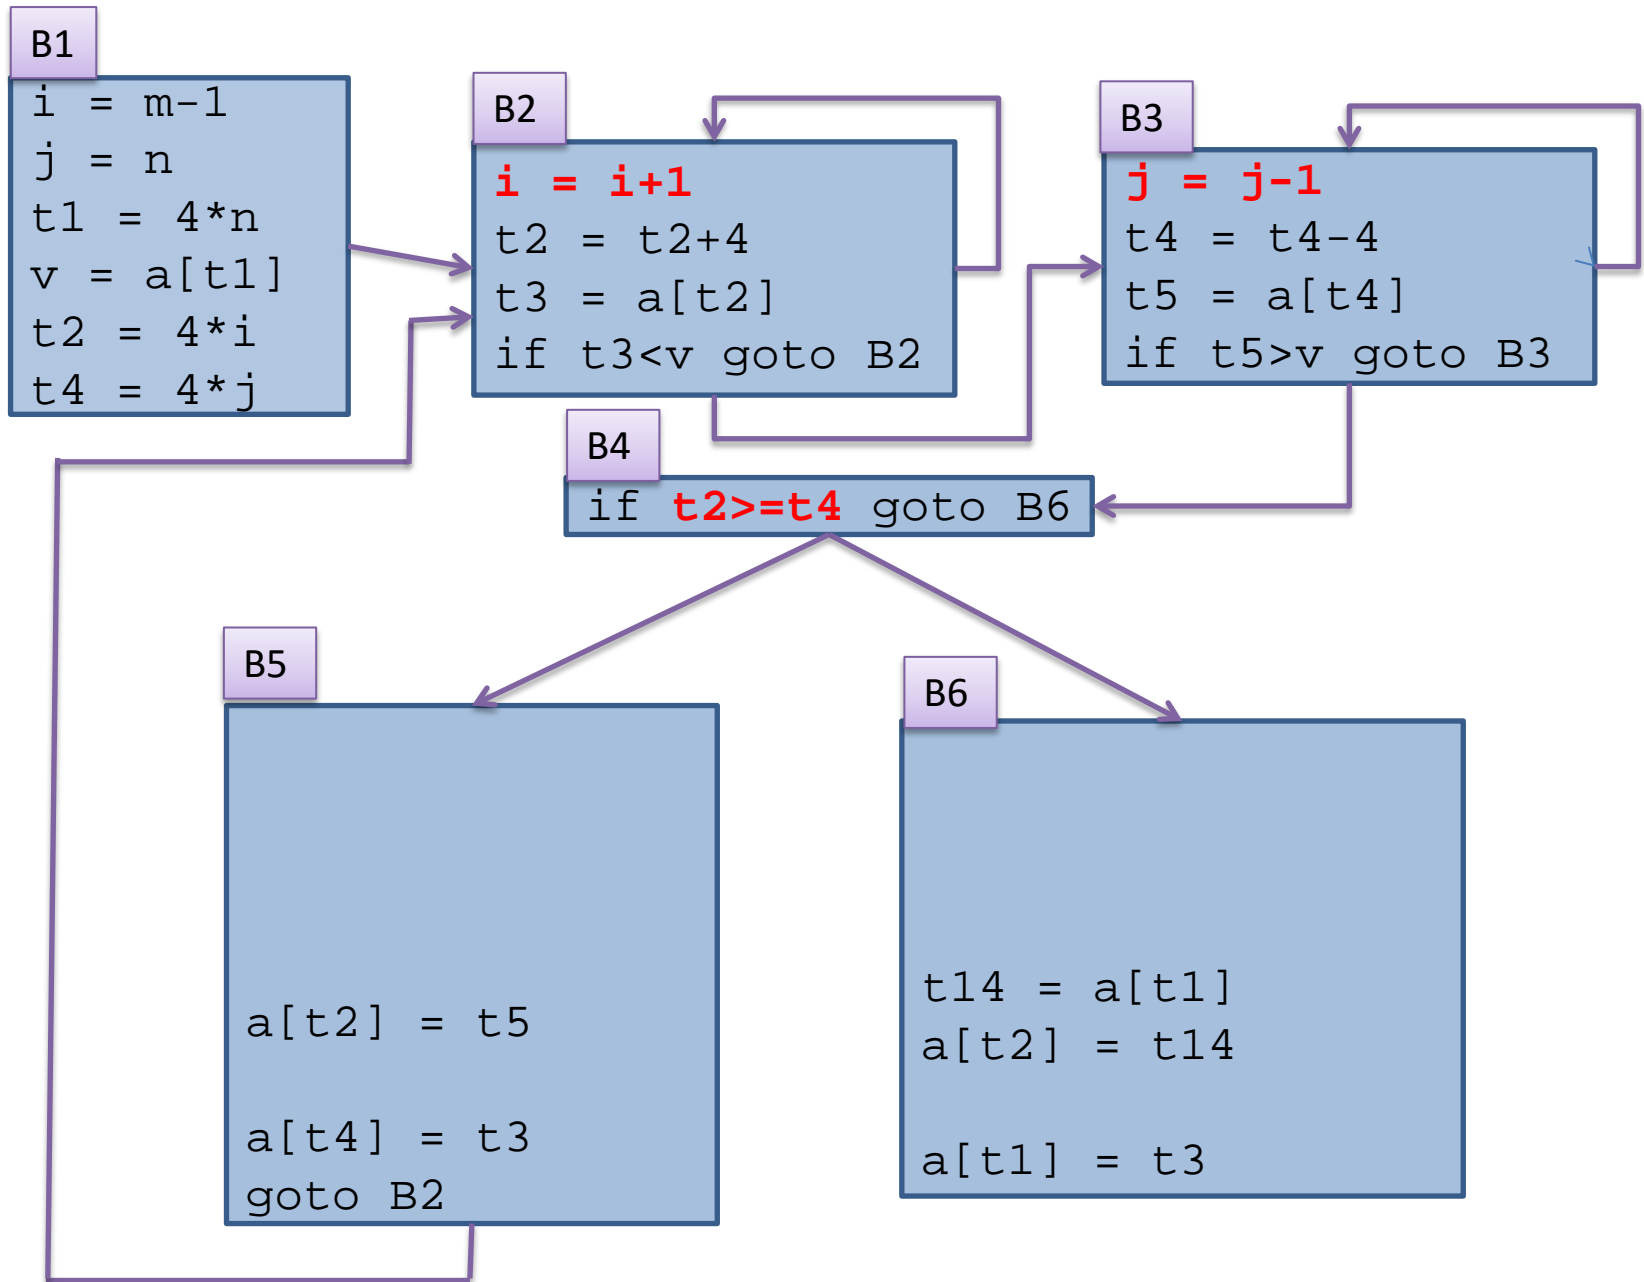 B1
i = m-1
j = n
t1 = 4*n
v = a[t1]
t2 = 4*i
t4 = 4*j
B2
i = i+1
t2 = t2+4
t3 = a[t2]
if t3<v goto B2
B3
j = j-1
t4 = t4-4
t5 = a[t4]
if t5>v goto B3
B4
if t2>=t4 goto B6
B5
a[t2] = t5
a[t4] = t3
goto B2
B6
t14 = a[t1]
a[t2] = t14
a[t1] = t3